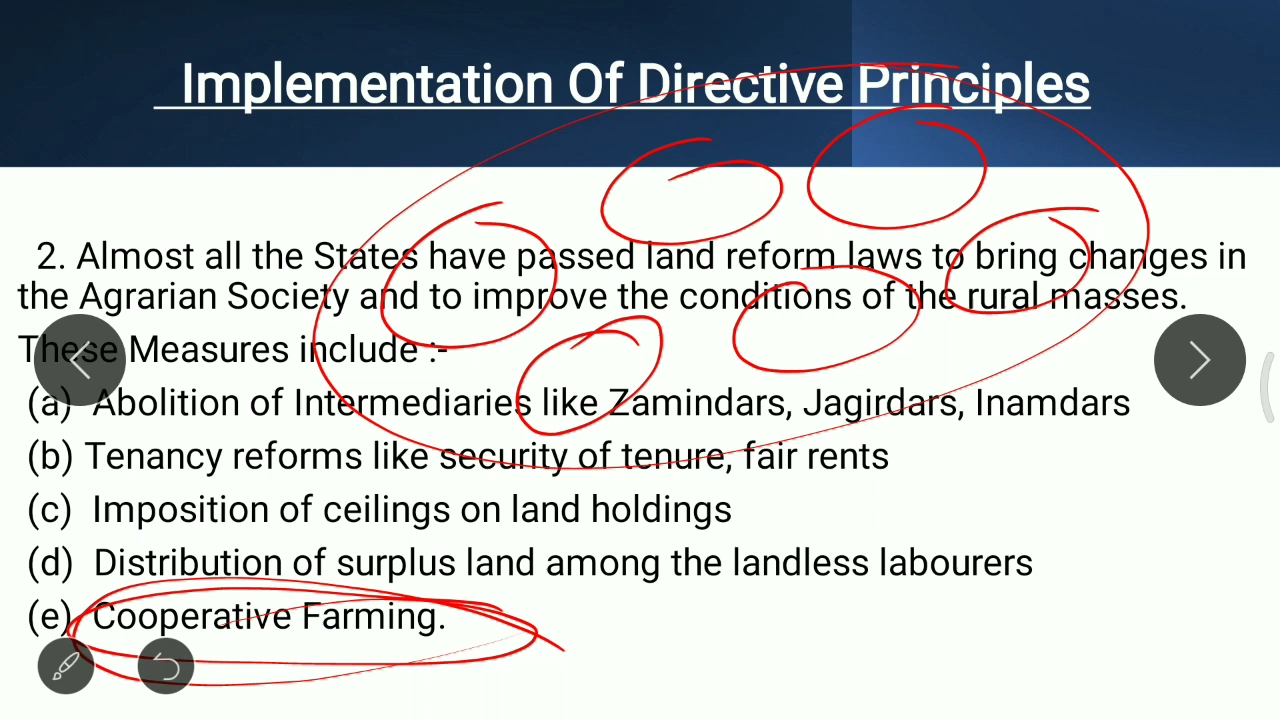 Implementation Of Directive Principles
2. Almost all the States have passed land reform laws to bring changes in
the Agrarian Society and to improve the conditions of the rural masses.
These Measures include :-
(a) Abolition of Intermediaries like Zamindars, Jagirdars, Inamdars
(b) Tenancy reforms like security of tenure, fair rents
(c) Imposition of ceilings on land holdings
(d) Distribution of surplus land among the landless labourers
(e) Cooperative Farming.